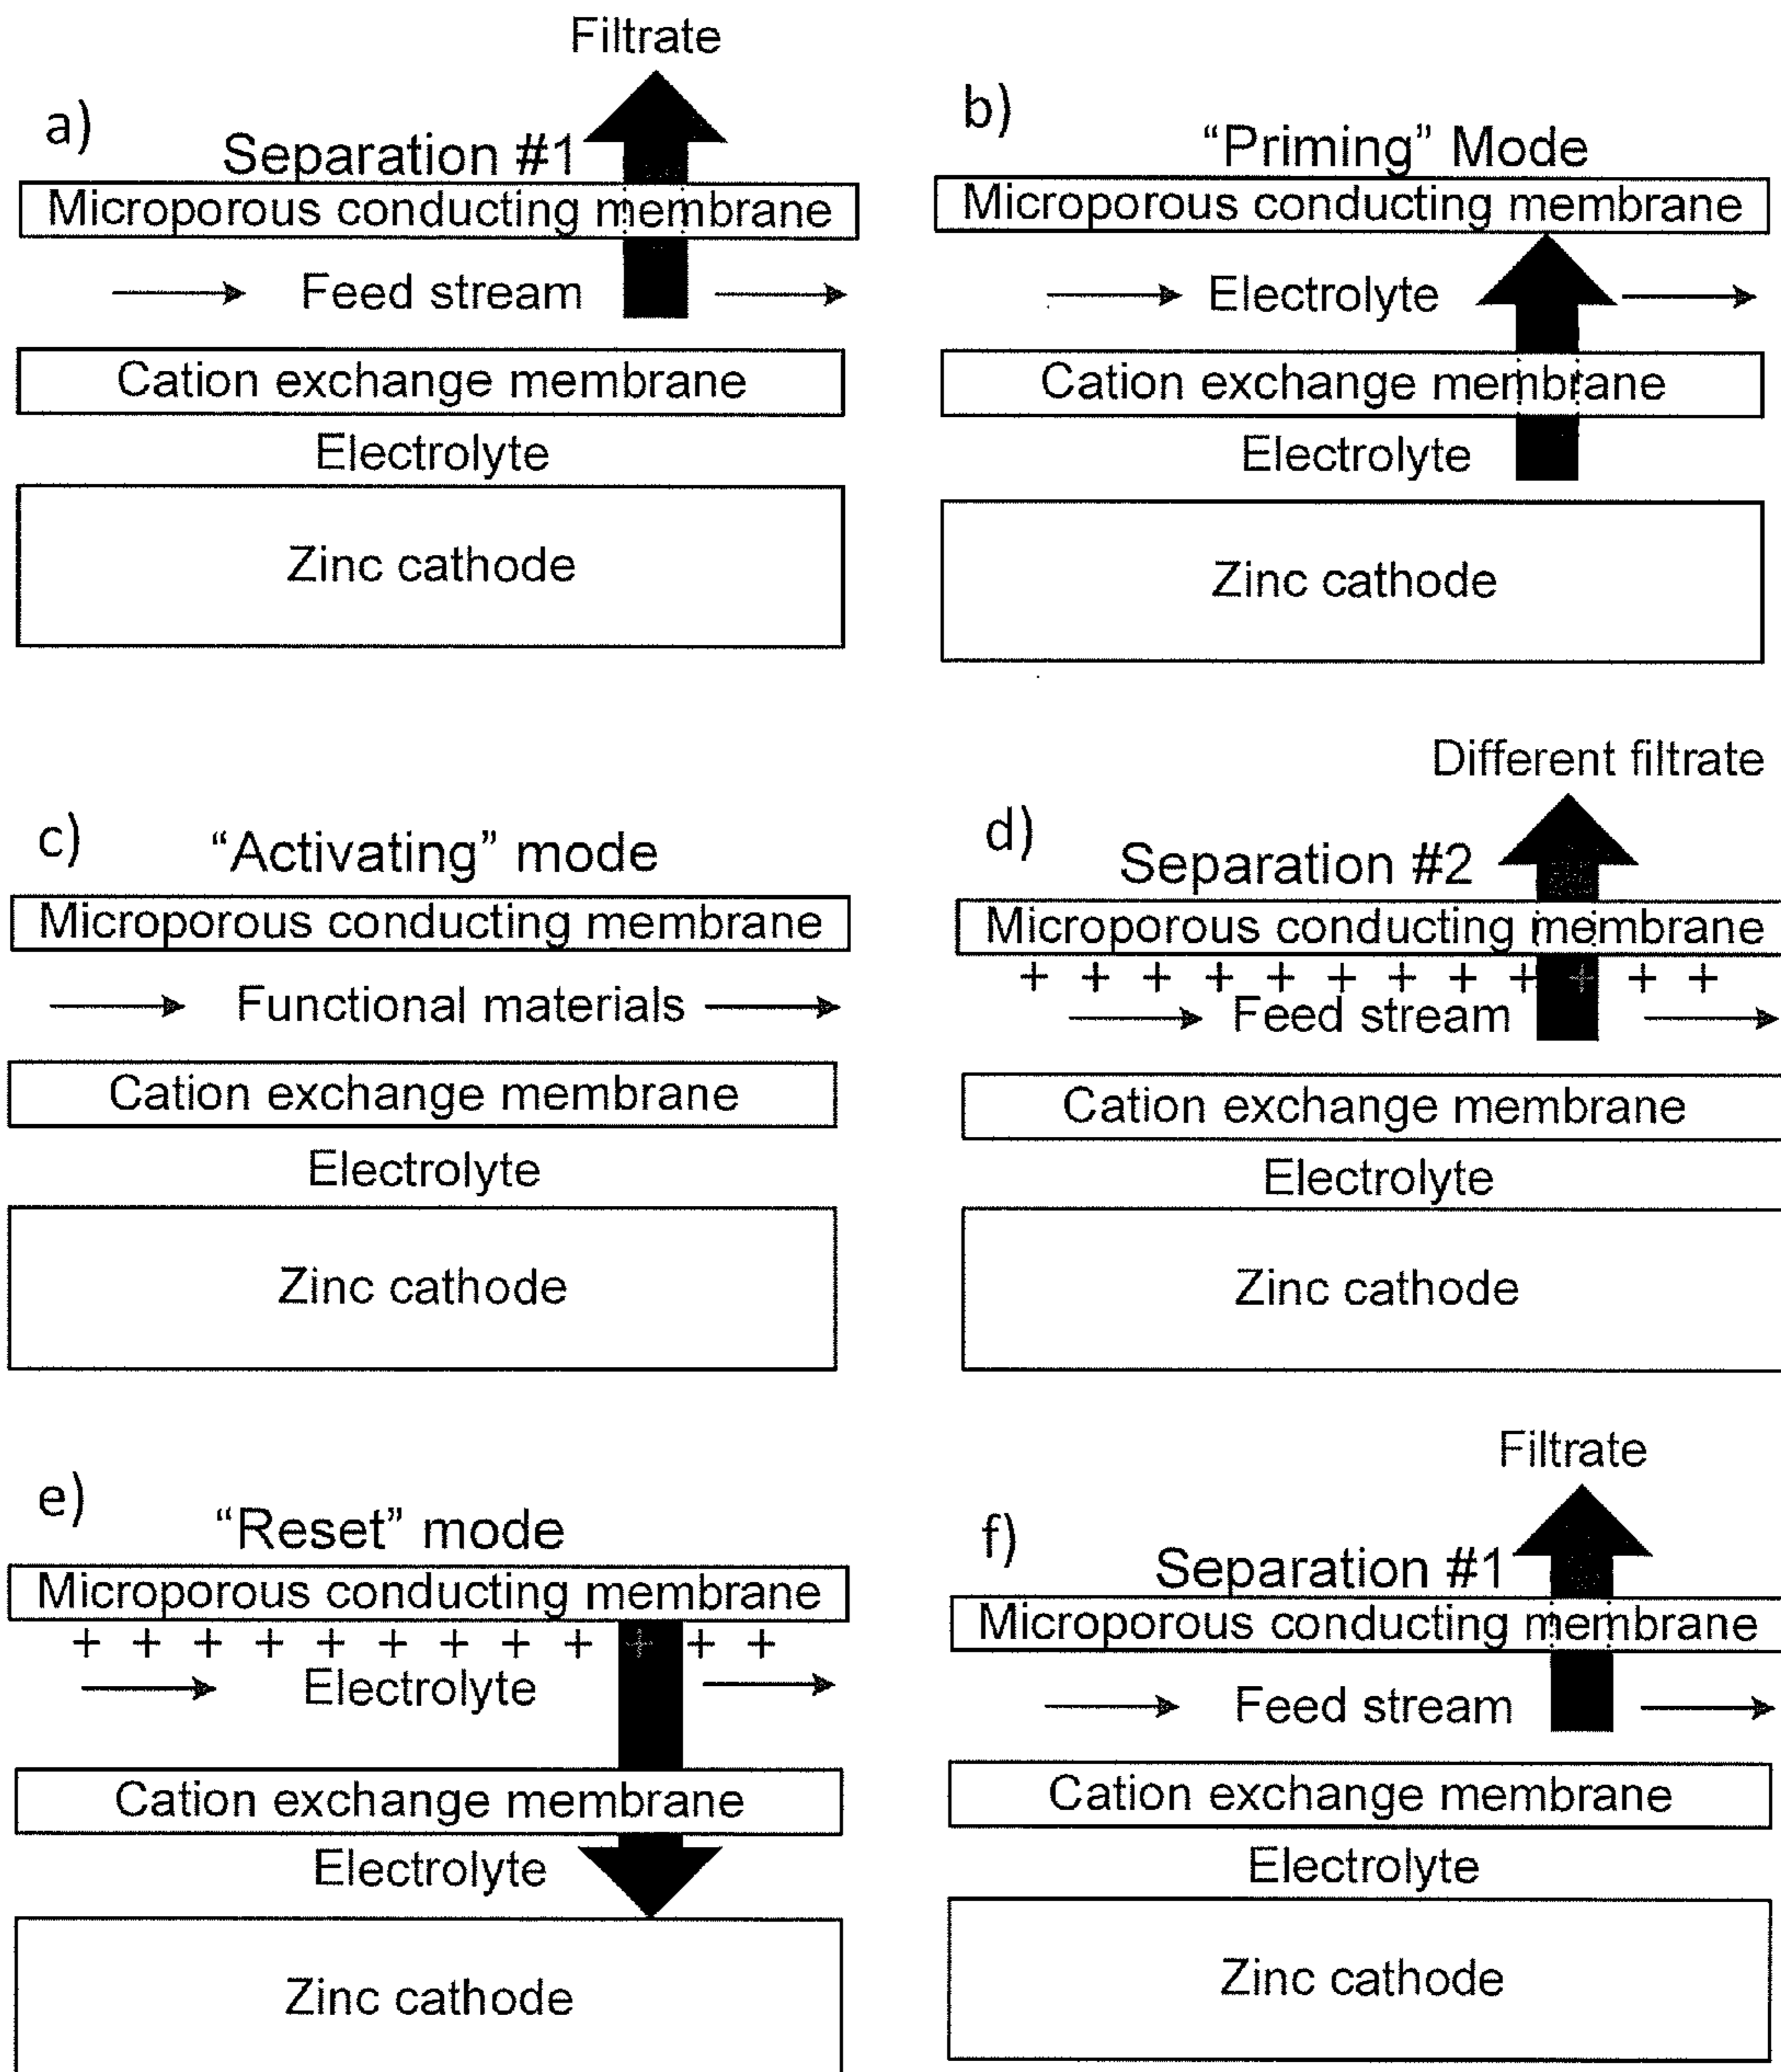 a)
Filtrate
Separation #1
Microporous conducting membrane
Feed stream
Cation exchange membrane
Electrolyte
Zinc cathode
b)
“Priming” Mode
Microporous conducting membrane
Electrolyte
Cation exchange membrane
Electrolyte
Zinc cathode
c)
“Activating” mode
Microporous conducting membrane
Functional materials
Cation exchange membrane
Electrolyte
Zinc cathode
d)
Different filtrate
Separation #2
Microporous conducting membrane
+ + + + + + + + + + + +
Feed stream
Cation exchange membrane
Electrolyte
Zinc cathode
e)
“Reset” mode
Microporous conducting membrane
+ + + + + + + + + + + +
Electrolyte
Cation exchange membrane
Electrolyte
Zinc cathode
f)
Filtrate
Separation #1
Microporous conducting membrane
Feed stream
Cation exchange membrane
Electrolyte
Zinc cathode